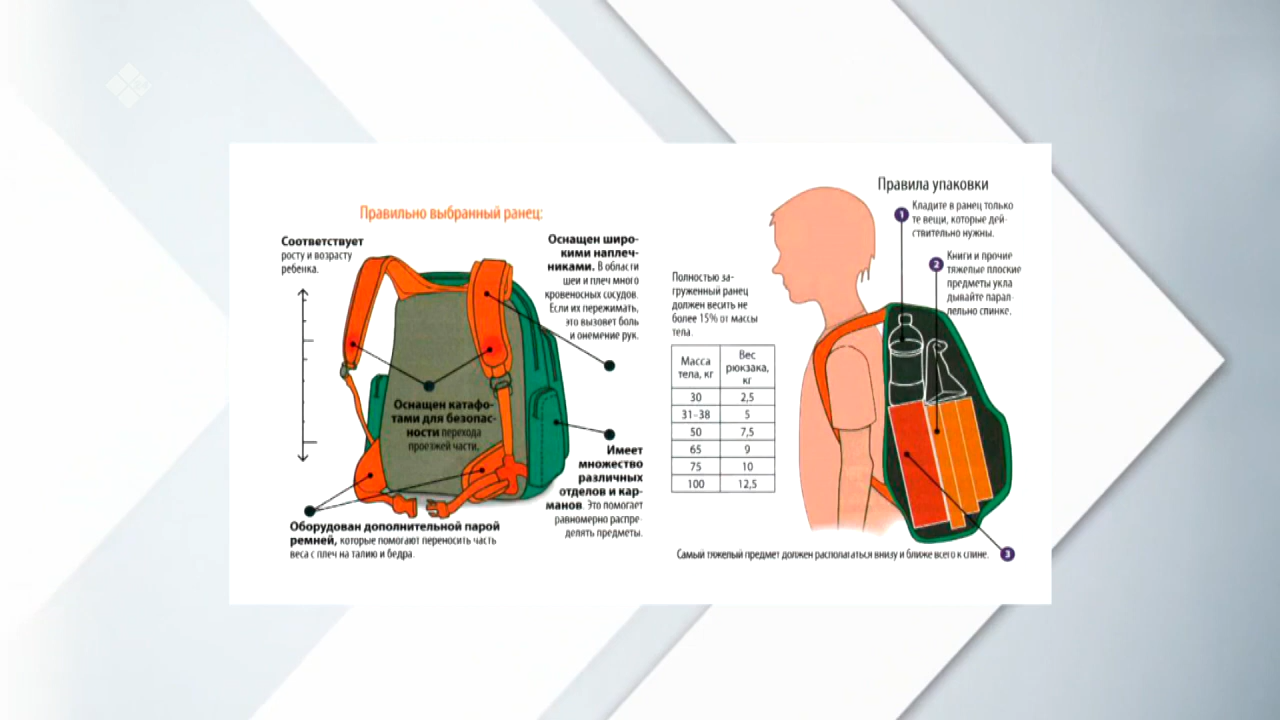 Правильно выбранный ранец:
Соответствует
росту и возрасту
ребенка.
Оснащен широ-
кими наплеч-
никами. В области
шеи и плеч много
кровеносных сосудов.
Если их пережимать,
это вызовет боль
и онемение рук.
Оснащен катафо-
тами для безопас-
ности перехода
проезжей части.
Имеет
множество
различных
отделов и кар-
манов. Это помогает
равномерно распре-
делять предметы.
Оборудован дополнительной парой
ремней, которые помогают переносить часть
веса с плеч на талию и бедра.
Полностью за-
груженный ранец
должен весить не
более 15% от массы
тела.
Масса
тела, кг
Вес
рюкзака,
кг
30 2,5
31-38 5
50 7,5
65 9
75 10
100 12,5
Правила упаковки
1
Кладите в ранец только
те вещи, которые дей-
ствительно нужны.
2
Книги и прочие
тяжелые плоские
предметы укла
дывайте парал
лельно спинке.
Самый тяжелый предмет должен располагаться внизу и ближе всего к спине.
3